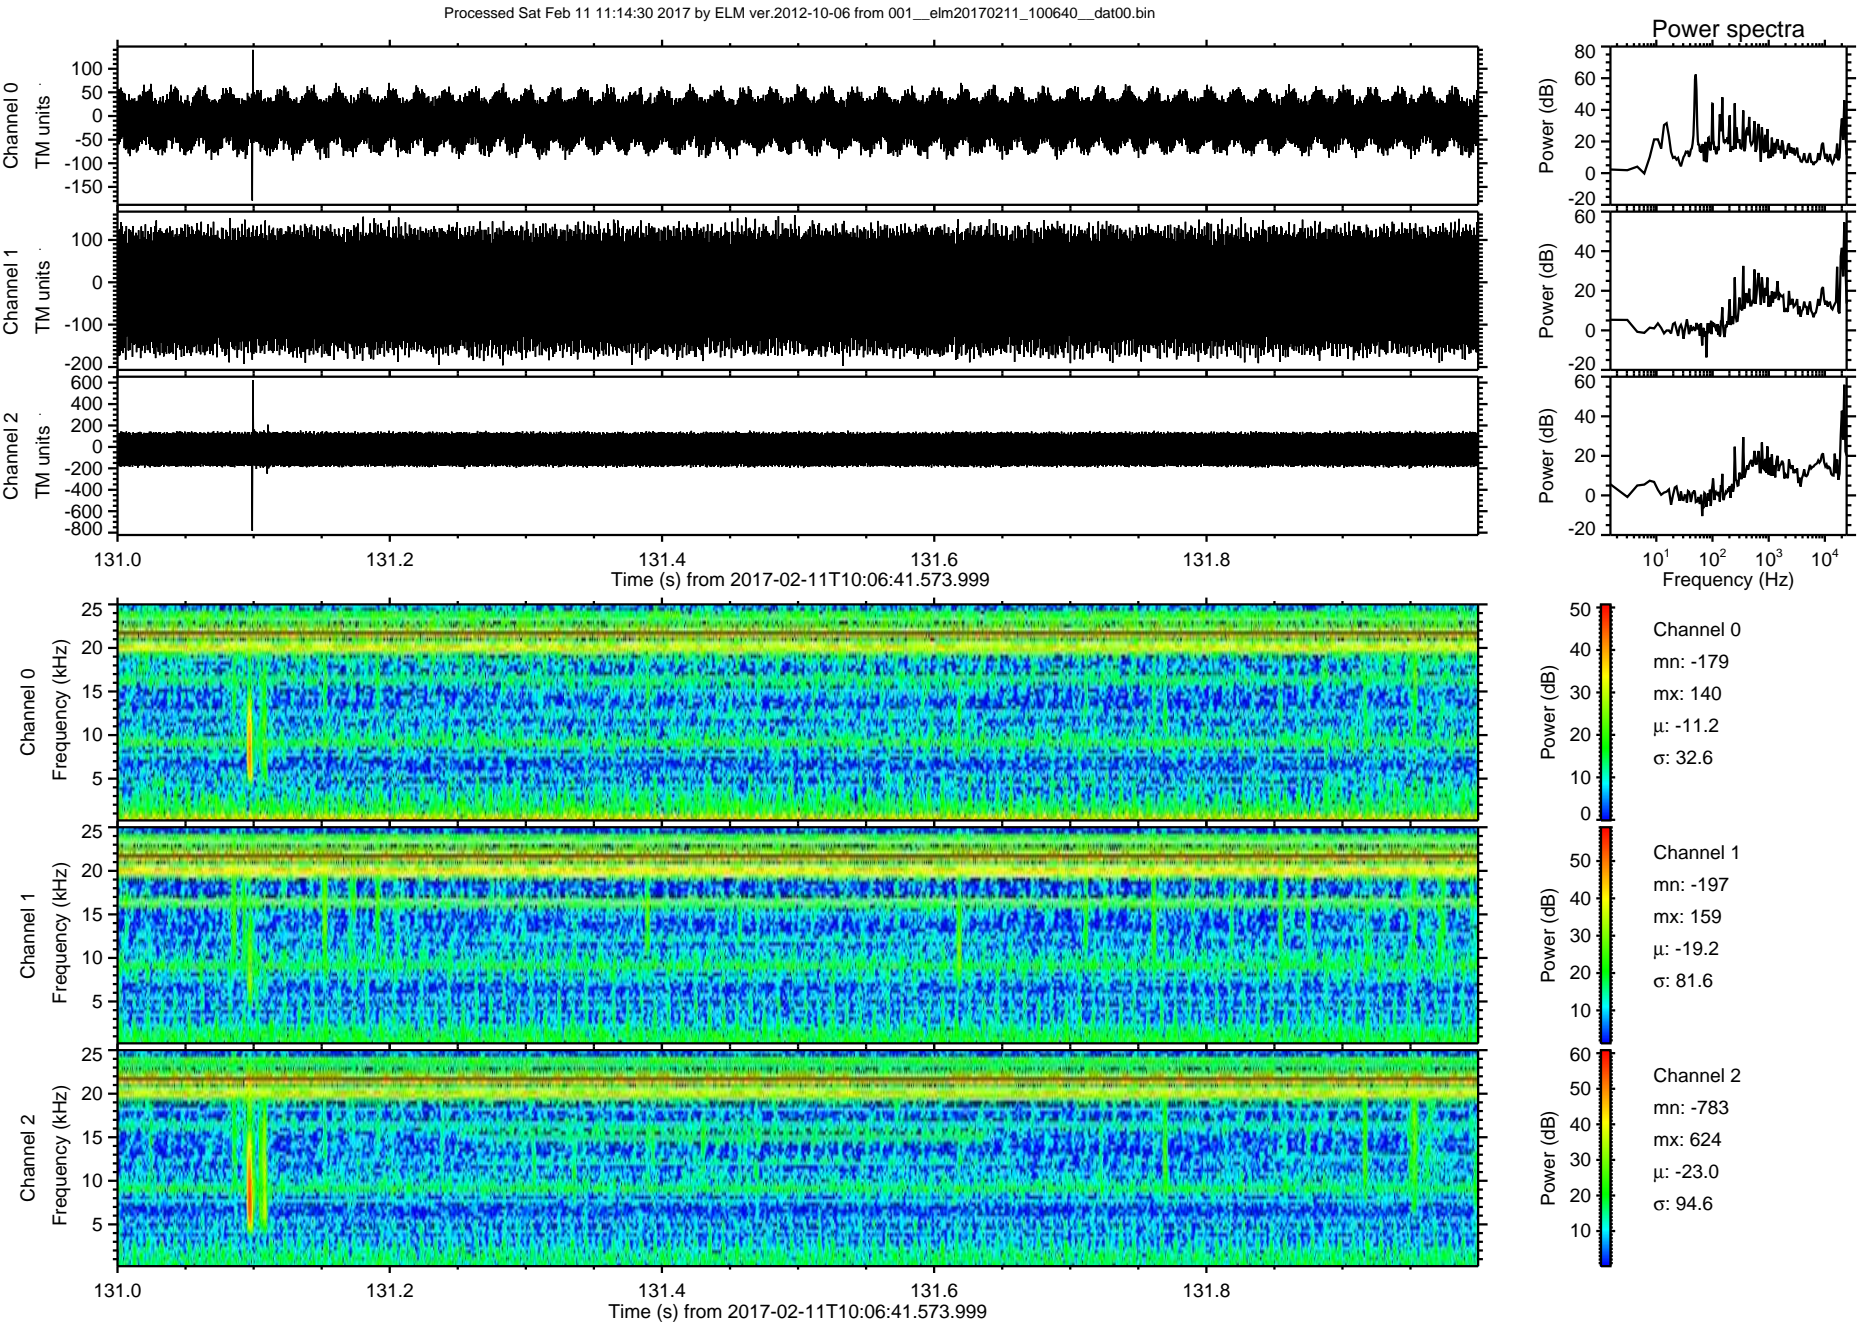 Processed Sat Feb 11 11:14:30 2017 by ELM ver.2012-10-06 from 001__elm20170211_100640__dat00.bin
Power spectra
Channel 0
TM units
100
50
0
-50
-100
-150
Power (dB)
80
60
40
20
0
-20
Channel 1
TM units
100
0
-100
-200
Power (dB)
60
40
20
0
-20
Channel 2
TM units
600
400
200
0
-200
-400
-600
-800
Power (dB)
60
40
20
0
-20
131.0 131.2 131.4 131.6 131.8
Time (s) from 2017-02-11T10:06:41.573.999
10^1 10^2 10^3 10^4
Frequency (Hz)
Channel 0
Frequency (kHz)
25
20
15
10
5
Power (dB)
50
40
30
20
10
0
Channel 0
mn: -179
mx: 140
μ: -11.2
σ: 32.6
Channel 1
Frequency (kHz)
25
20
15
10
5
Power (dB)
50
40
30
20
10
Channel 1
mn: -197
mx: 159
μ: -19.2
σ: 81.6
Channel 2
Frequency (kHz)
25
20
15
10
5
Power (dB)
60
50
40
30
20
10
Channel 2
mn: -783
mx: 624
μ: -23.0
σ: 94.6
131.0 131.2 131.4 131.6 131.8
Time (s) from 2017-02-11T10:06:41.573.999